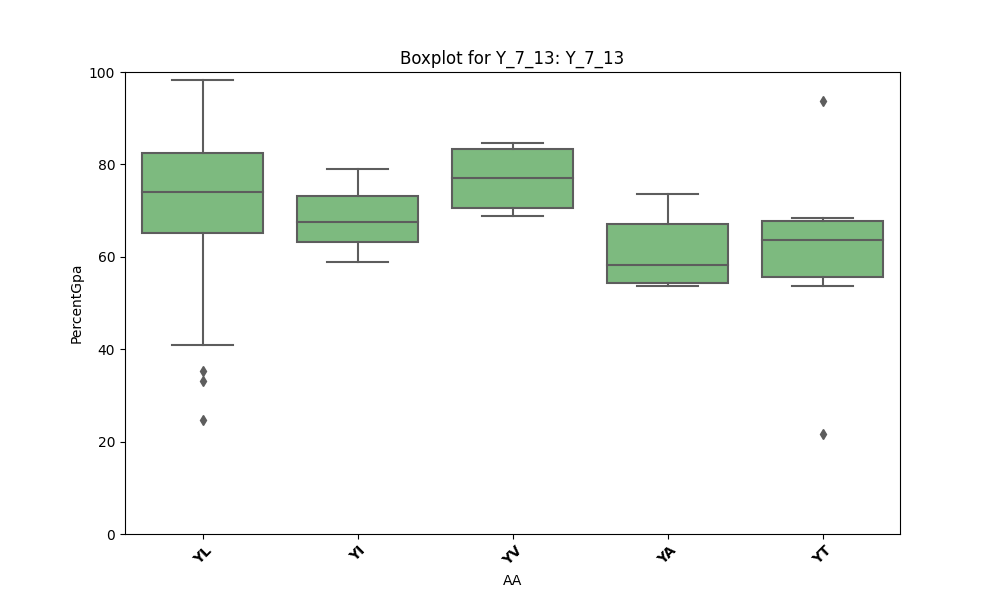 Boxplot for Y_7_13: Y_7_13
100
80
60
40
20
0
PercentGpa
YL
YI
YV
YA
YT
AA